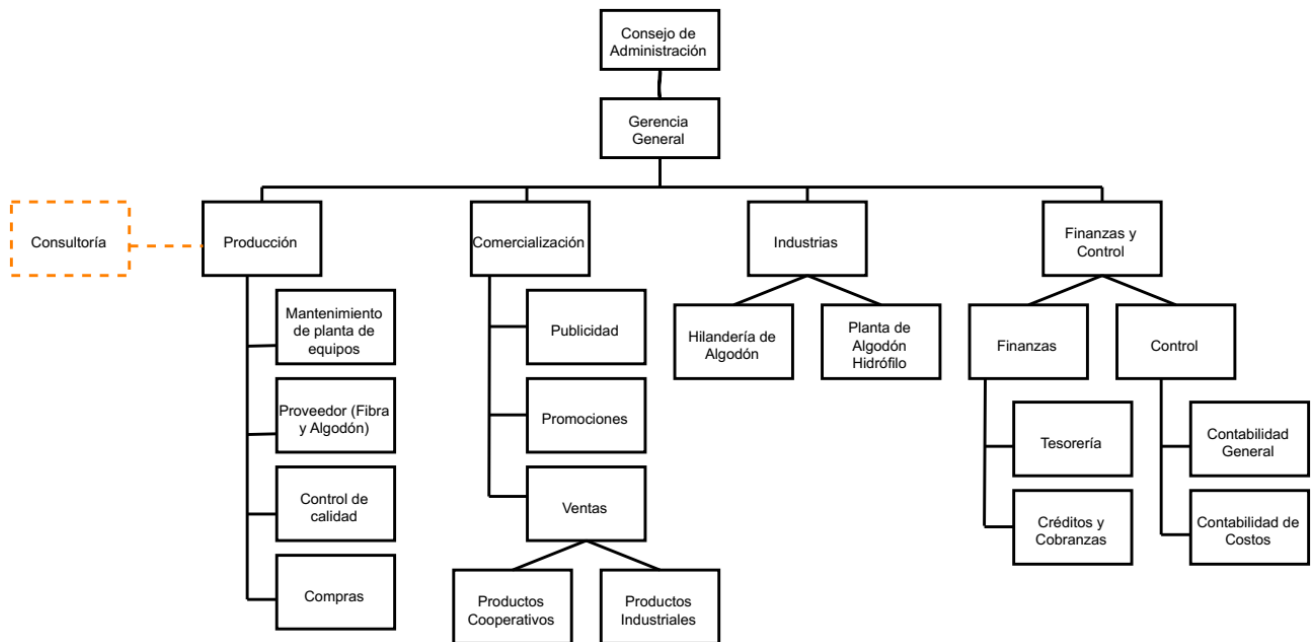 Consejo de
Administración
Gerencia
General
Consultoría
Producción
Comercialización
Industrias
Finanzas y
Control
Mantenimiento
de planta de
equipos
Proveedor (Fibra
y Algodón)
Control de
calidad
Compras
Publicidad
Promociones
Ventas
Productos
Cooperativos
Productos
Industriales
Hilandería de
Algodón
Planta de
Algodón
Hidrófilo
Finanzas
Control
Tesorería
Créditos y
Cobranzas
Contabilidad
General
Contabilidad de
Costos